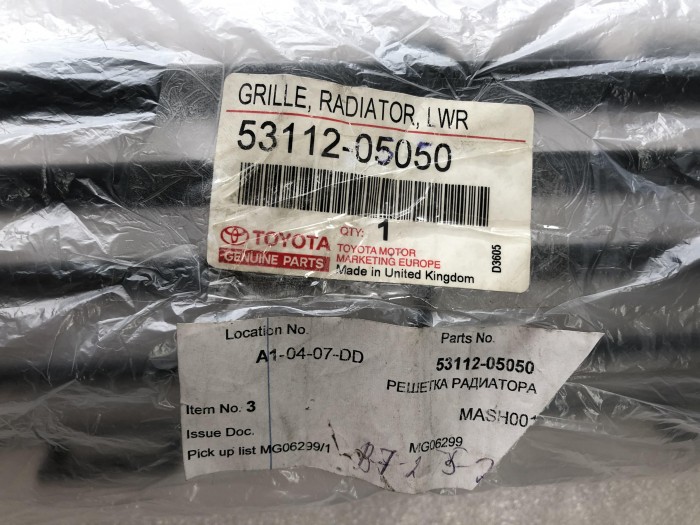 GRILLE, RADIATOR, LWR
53112-05050
QTY: 1
TOYOTA
GENUINE PARTS
TOYOTA MOTOR
MARKETING EUROPE
Made in United Kingdom
D3605
Location No.
A1-04-07-DD
Parts No.
53112-05050
РЕШЕТКА РАДИАТОРА
Item No. 3
MASH001
Issue Doc.
Pick up list MG06299/1
MG06299